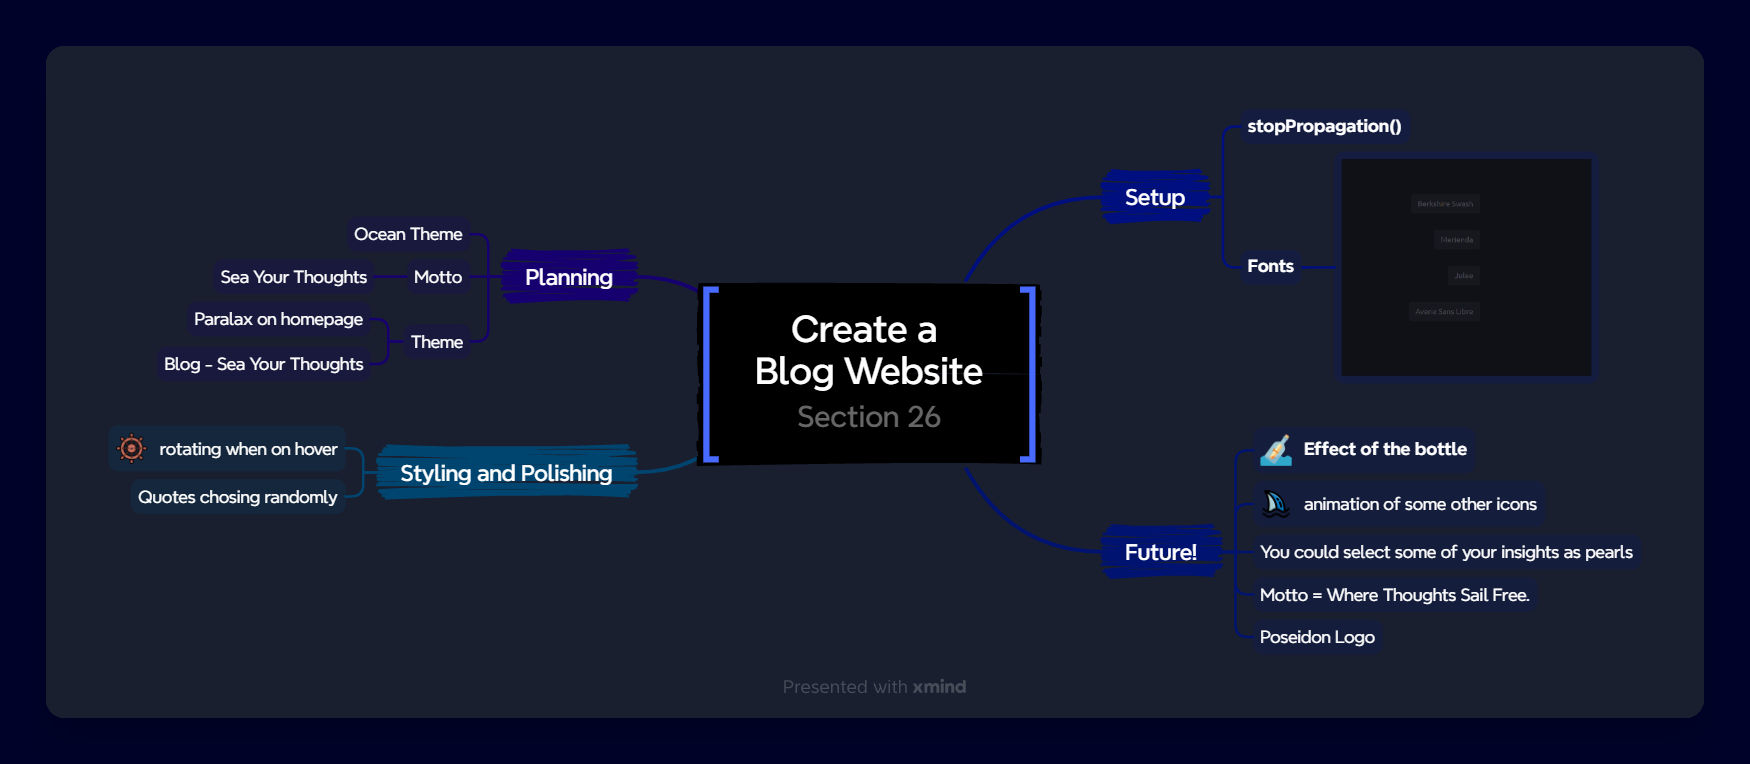 Create a
Blog Website
Section 26
Planning
Ocean Theme
Motto
Sea Your Thoughts
Theme
Paralax on homepage
Blog - Sea Your Thoughts
Styling and Polishing
rotating when on hover
Quotes chosing randomly
Setup
stopPropagation()
Fonts
Berkshire Swash
Merienda
Julee
Averia Sans Libre
Future!
Effect of the bottle
animation of some other icons
You could select some of your insights as pearls
Motto = Where Thoughts Sail Free.
Poseidon Logo
Presented with xmind